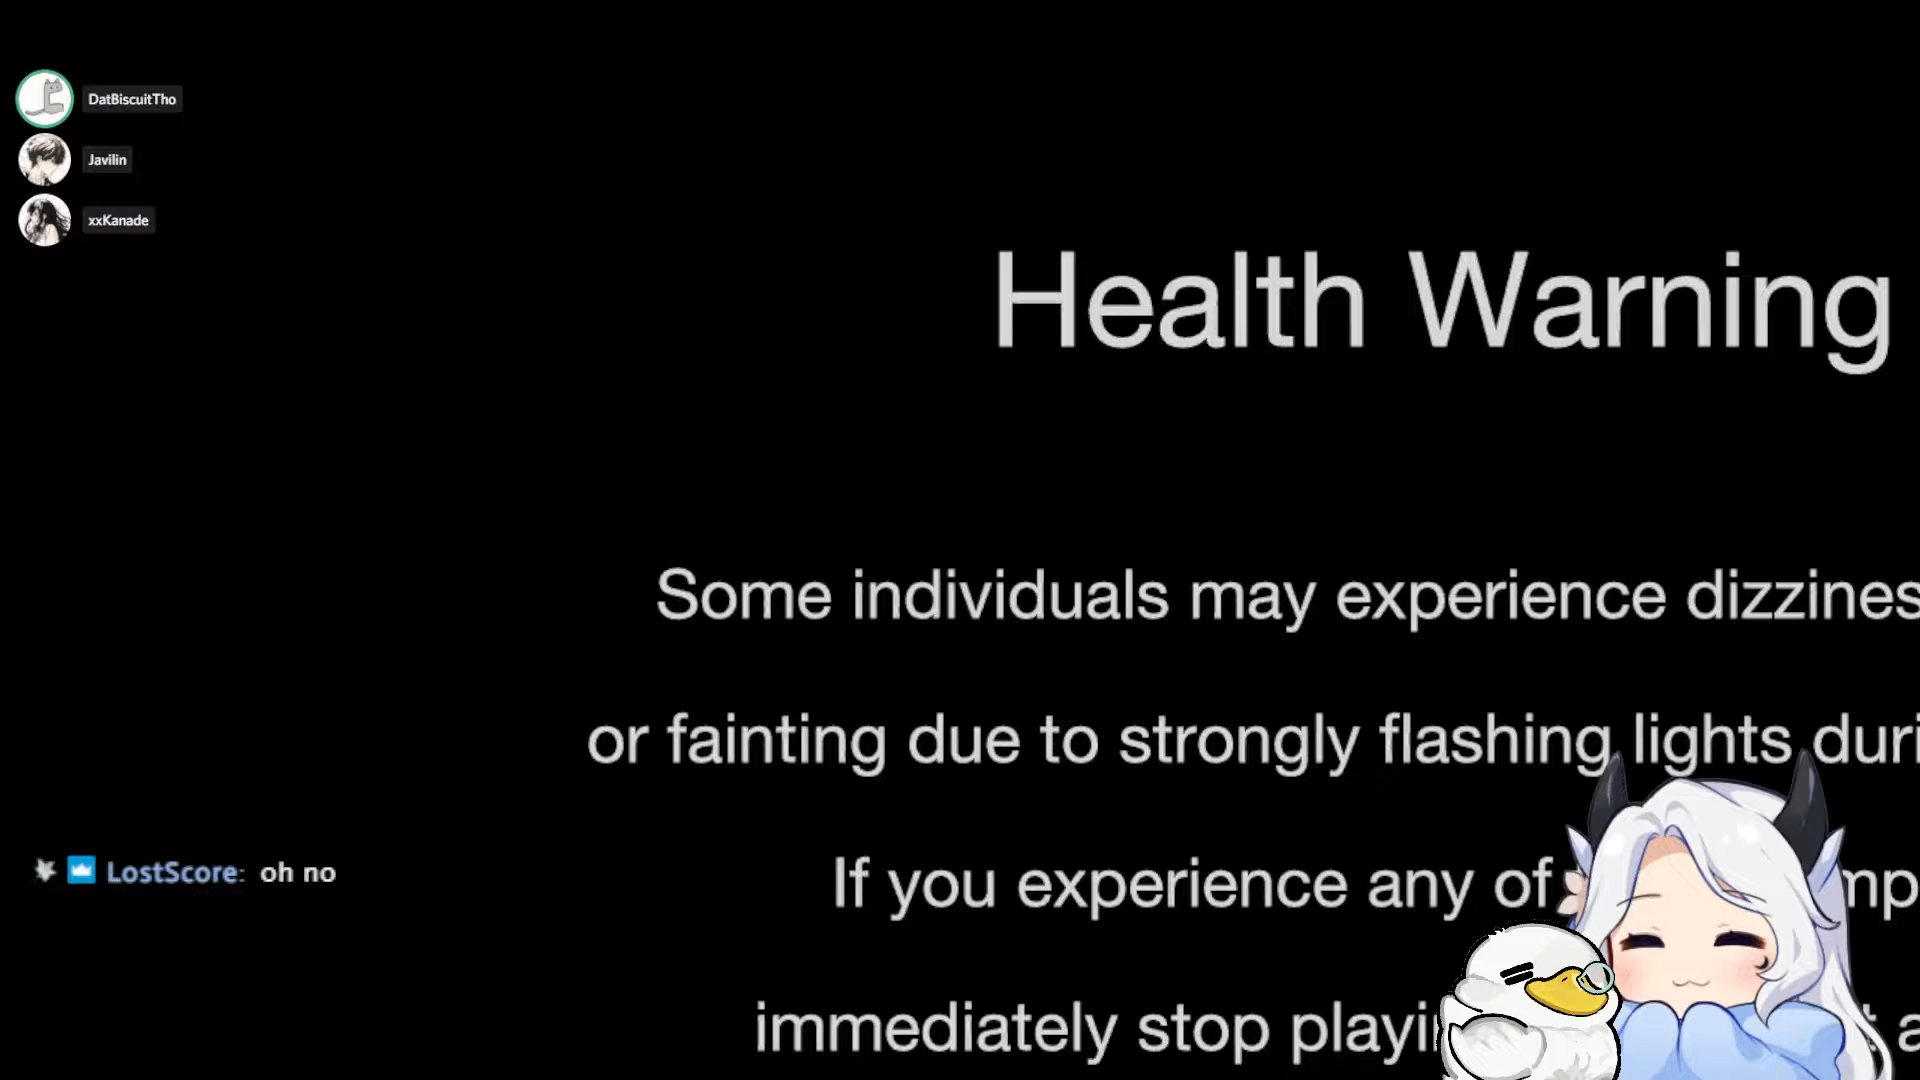 DatBiscuitTho
Javilin
xxKanade
Health Warning
Some individuals may experience dizzines
or fainting due to strongly flashing lights duri
LostScore: oh no
If you experience any of mp
immediately stop playi t a